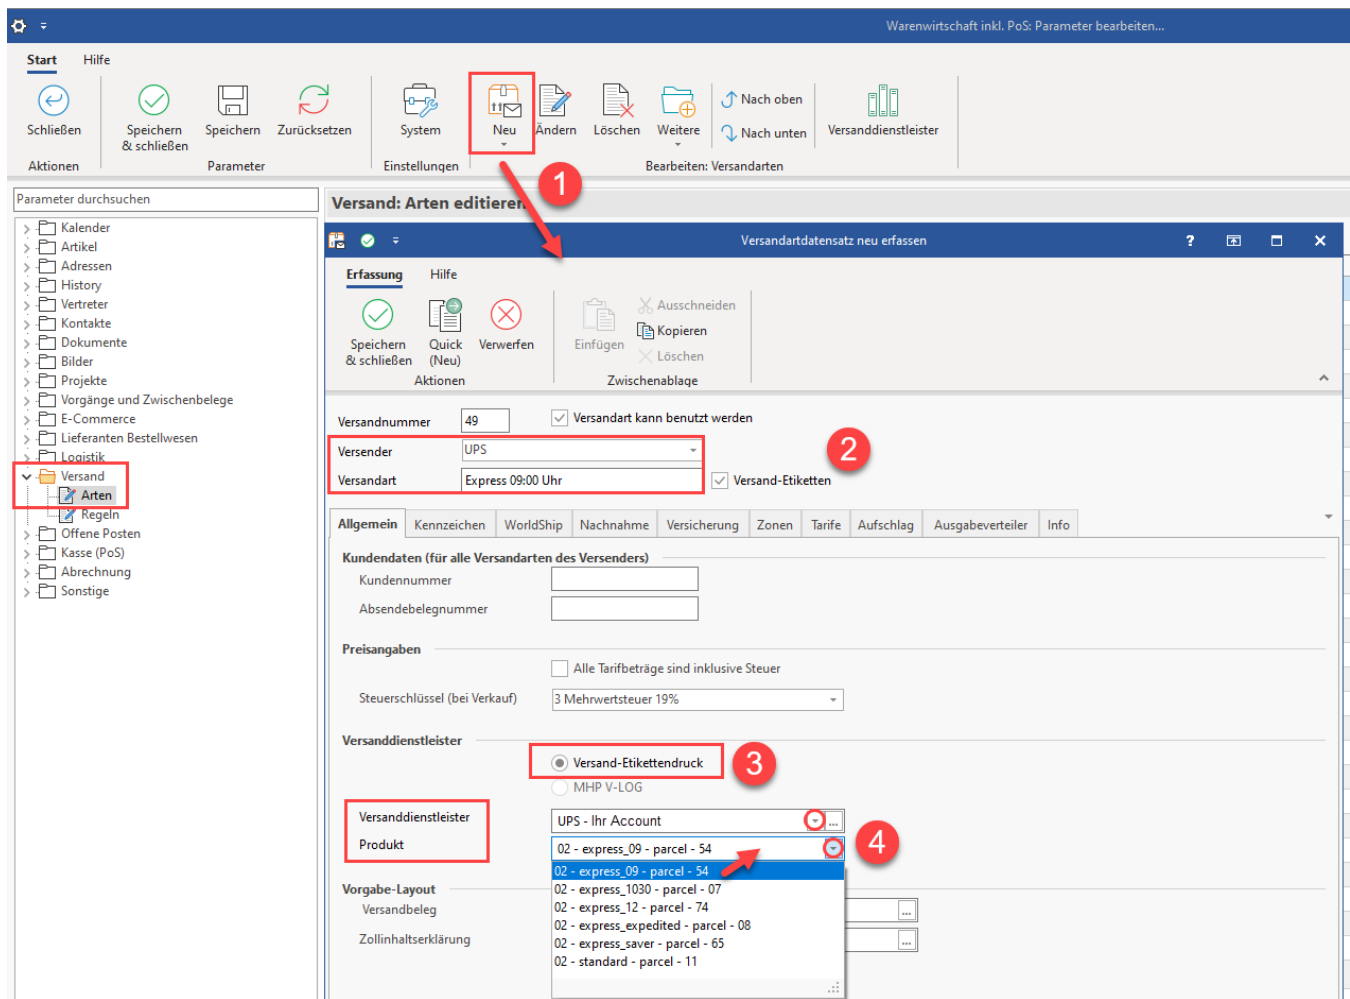 Warenwirtschaft inkl. PoS: Parameter bearbeiten...
Start Hilfe
Schließen
Speichern & schließen
Speichern
Zurücksetzen
System
Neu
Ändern
Löschen
Weitere
Nach oben
Nach unten
Versanddienstleister
Aktionen Parameter Einstellungen Bearbeiten: Versandarten
1
Parameter durchsuchen
Kalender
Artikel
Adressen
History
Vertreter
Kontakte
Dokumente
Bilder
Projekte
Vorgänge und Zwischenbelege
E-Commerce
Lieferanten Bestellwesen
Logistik
Versand
Arten
Regeln
Offene Posten
Kasse (PoS)
Abrechnung
Sonstige
Versand: Arten editieren
Versandartdatensatz neu erfassen ?
Erfassung Hilfe
Speichern & schließen
Quick (Neu)
Verwerfen
Einfügen
Ausschneiden
Kopieren
Löschen
Aktionen Zwischenablage
Versandnummer 49 Versandart kann benutzt werden
Versender UPS 2
Versandart Express 09:00 Uhr Versand-Etiketten
Allgemein Kennzeichen WorldShip Nachnahme Versicherung Zonen Tarife Aufschlag Ausgabeverteiler Info
Kundendaten (für alle Versandarten des Versenders)
Kundennummer
Absendebelegnummer
Preisangaben
Alle Tarifbeträge sind inklusive Steuer
Steuerschlüssel (bei Verkauf) 3 Mehrwertsteuer 19%
Versanddienstleister
Versand-Etikettendruck 3
MHP V-LOG
Versanddienstleister UPS - Ihr Account ...
Produkt 02 - express_09 - parcel - 54 4
02 - express_09 - parcel - 54
02 - express_1030 - parcel - 07
02 - express_12 - parcel - 74
02 - express_expedited - parcel - 08
02 - express_saver - parcel - 65
02 - standard - parcel - 11
Vorgabe-Layout
Versandbeleg ...
Zollinhaltserklärung ...